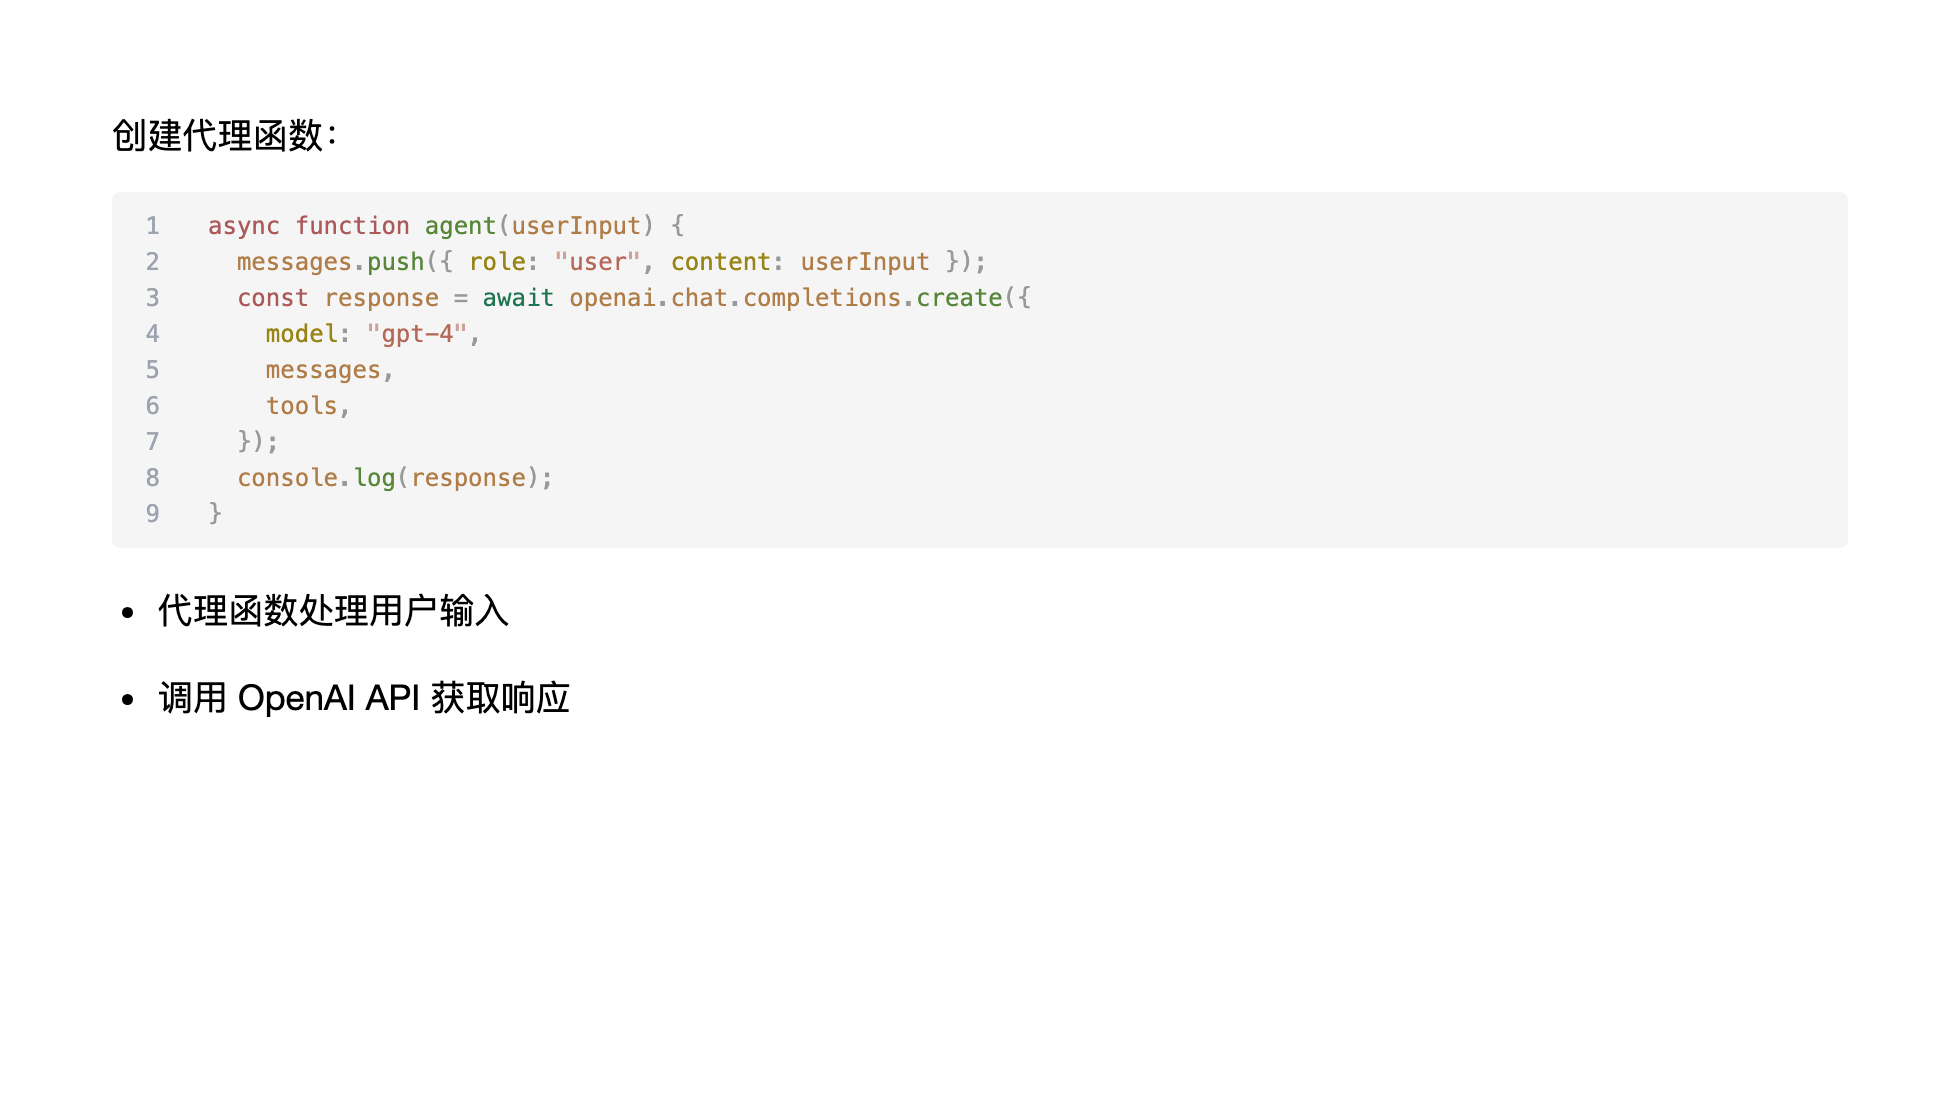 创建代理函数：
1 async function agent(userInput) {
2   messages.push({ role: "user", content: userInput });
3   const response = await openai.chat.completions.create({
4     model: "gpt-4",
5     messages,
6     tools,
7   });
8   console.log(response);
9 }
• 代理函数处理用户输入
• 调用 OpenAI API 获取响应